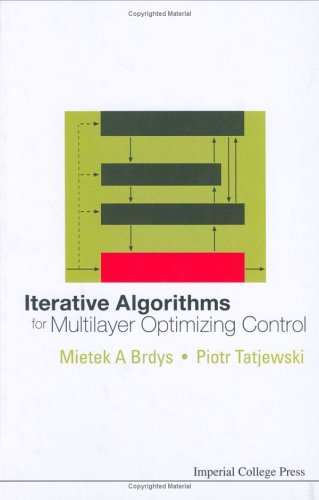 Iterative Algorithms
for Multilayer Optimizing Control
Mietek A Brdys • Piotr Tatjewski
Imperial College Press
Copyrighted Material
Copyrighted Material